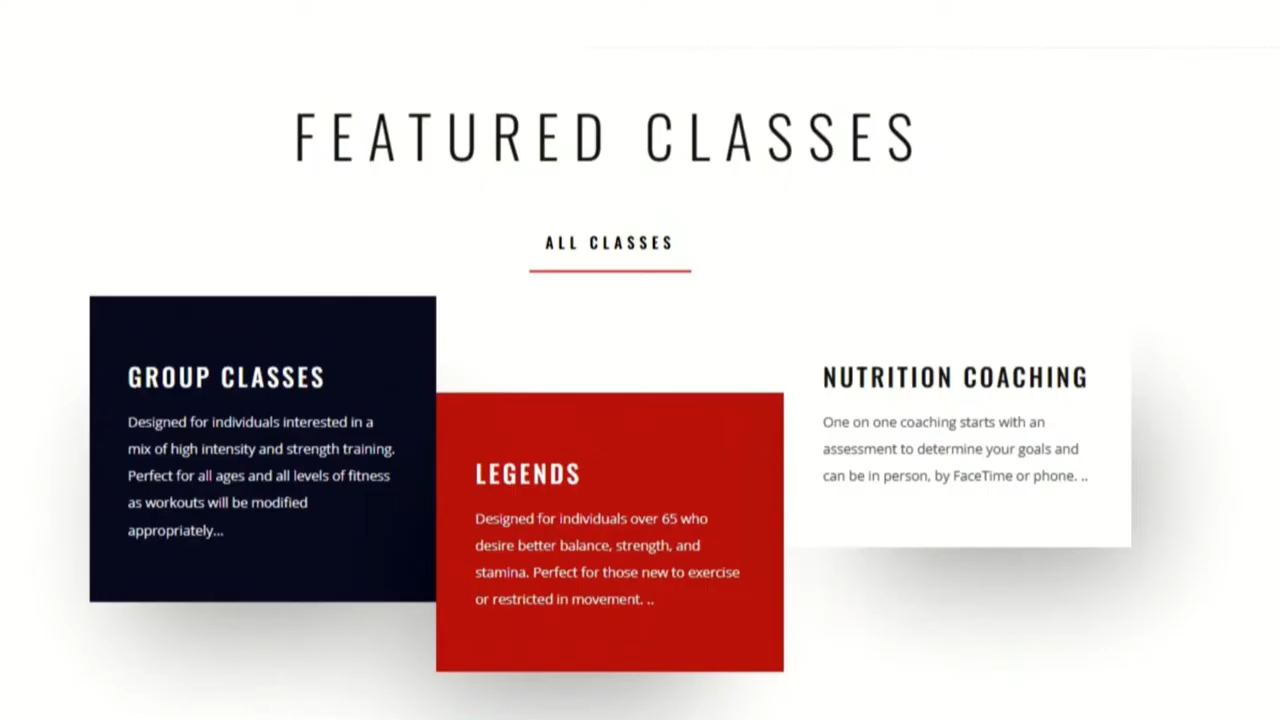 FEATURED CLASSES
ALL CLASSES
GROUP CLASSES
Designed for individuals interested in a
mix of high intensity and strength training.
Perfect for all ages and all levels of fitness
as workouts will be modified
appropriately...
LEGENDS
Designed for individuals over 65 who
desire better balance, strength, and
stamina. Perfect for those new to exercise
or restricted in movement. ..
NUTRITION COACHING
One on one coaching starts with an
assessment to determine your goals and
can be in person, by FaceTime or phone. ..